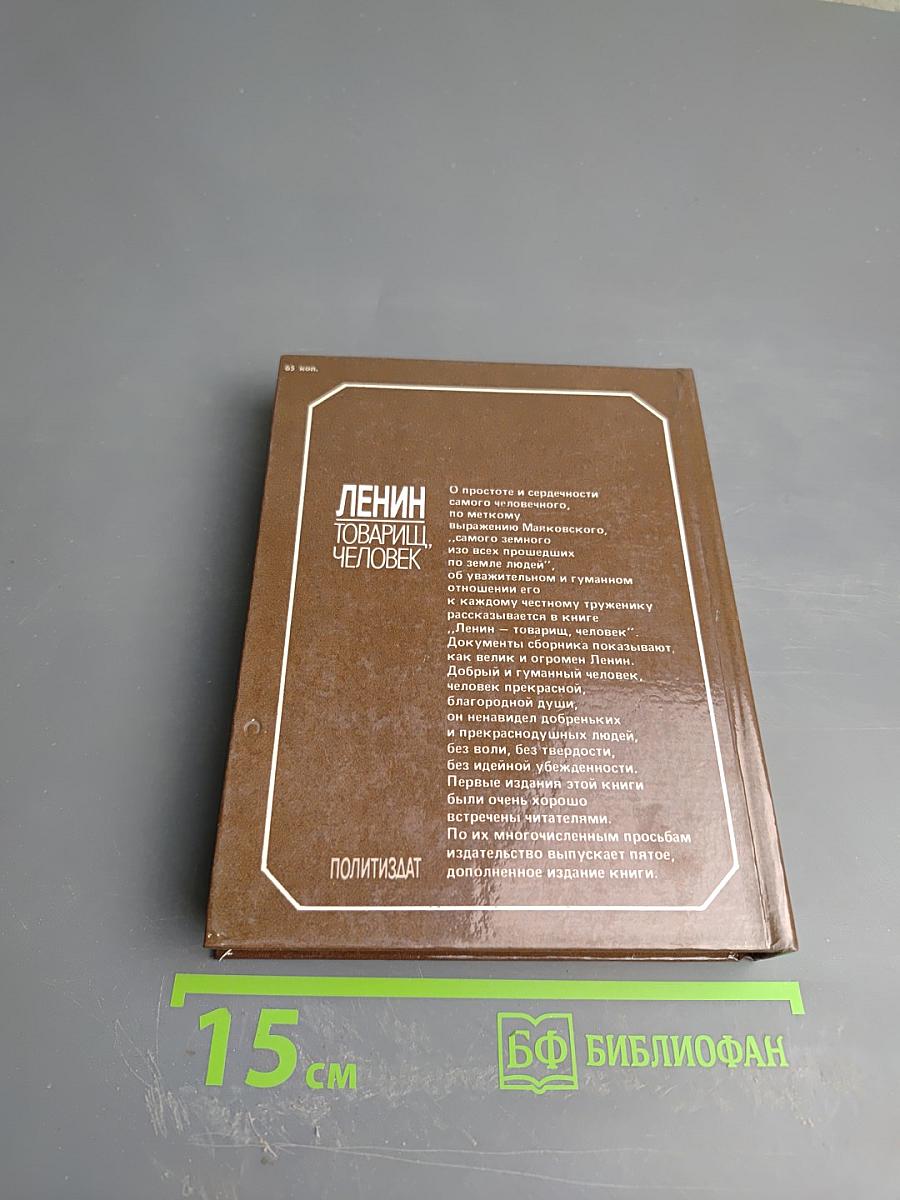 65 коп.
ЛЕНИН
ТОВАРИЩ,
ЧЕЛОВЕК
О простоте и сердечности
самого человечного,
по меткому
выражению Маяковского,
,,самого земного
изо всех прошедших
по земле людей",
об уважительном и гуманном
отношении его
к каждому честному труженику
рассказывается в книге
,,Ленин — товарищ, человек".
Документы сборника показывают,
как велик и огромен Ленин.
Добрый и гуманный человек,
человек прекрасной,
благородной души,
он ненавидел добреньких
и прекраснодушных людей,
без воли, без твердости,
без идейной убежденности.
Первые издания этой книги
были очень хорошо
встречены читателями.
По их многочисленным просьбам
издательство выпускает пятое,
дополненное издание книги.
ПОЛИТИЗДАТ
15 см
БФ БИБЛИОФАН